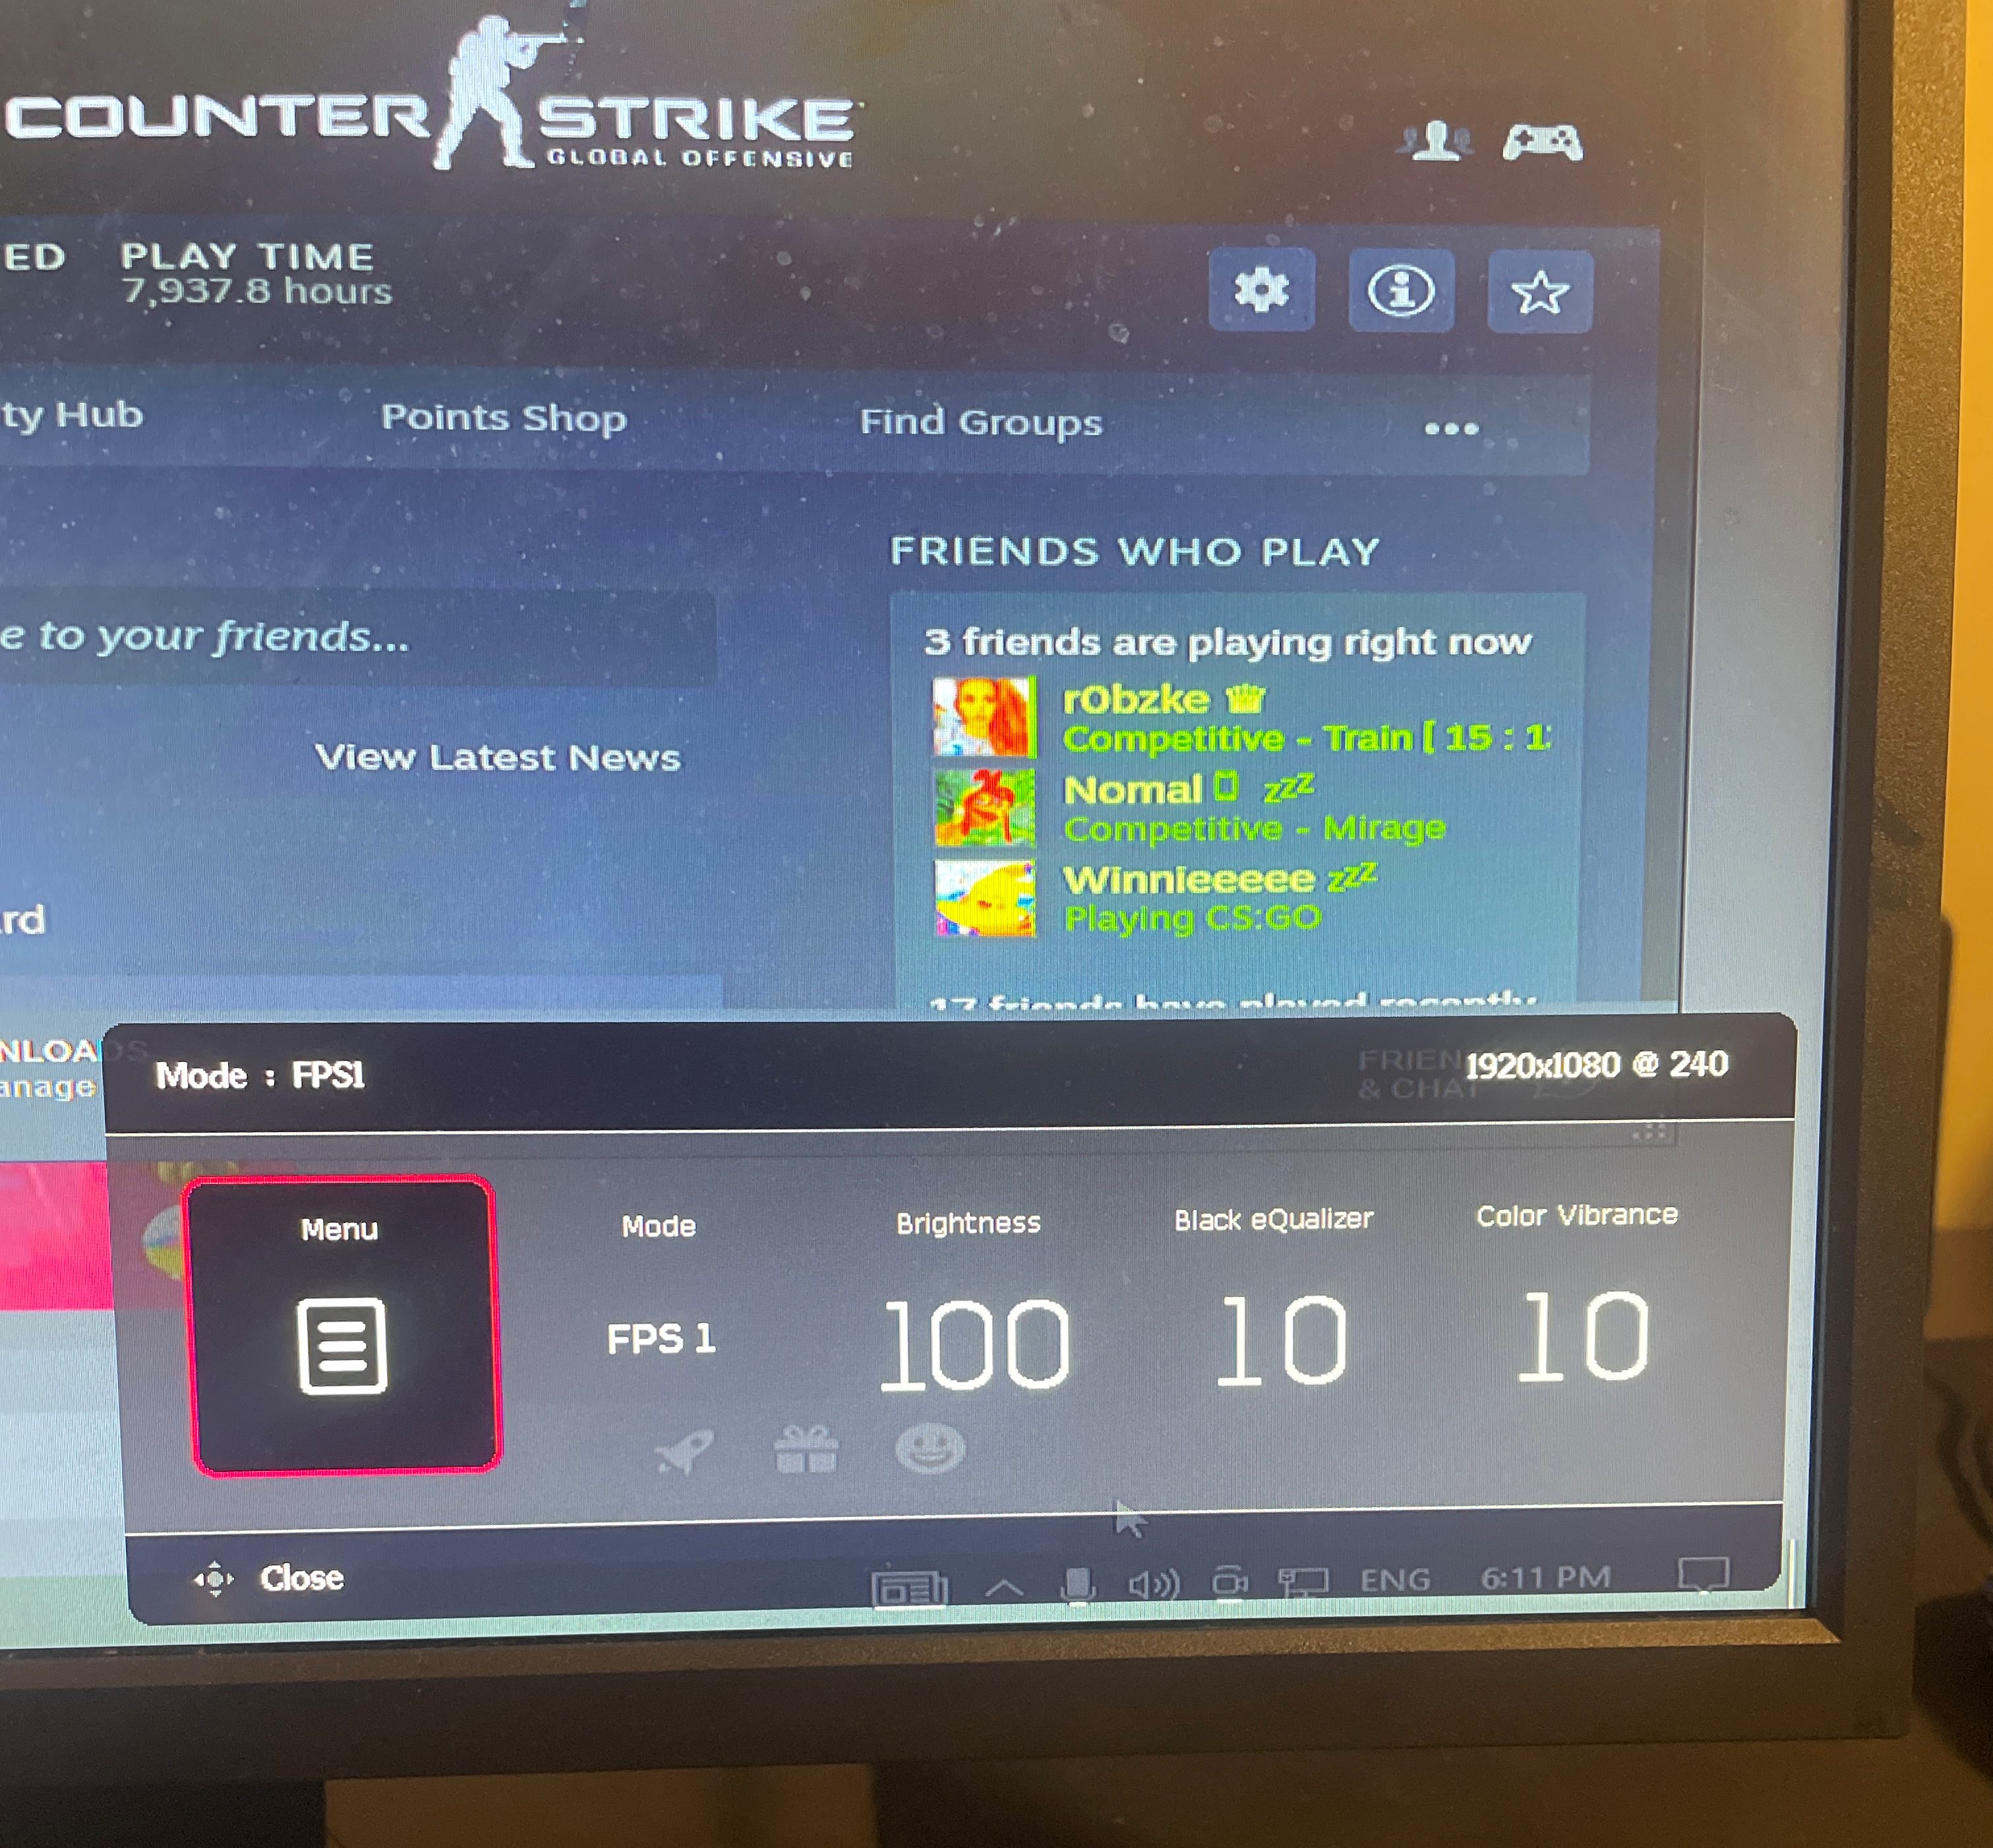 COUNTER STRIKE
GLOBAL OFFENSIVE
ED PLAY TIME
7,937.8 hours
ty Hub Points Shop Find Groups
FRIENDS WHO PLAY
e to your friends...
3 friends are playing right now
r0bzke
Competitive - Train [ 15 : 1
View Latest News
Nomal zzz
Competitive - Mirage
Winnieeeee zzz
Playing CS:GO
rd
17 friends have played recently
NLOADS
anage
FRIEN
& CHAT
Mode : FPS1 1920x1080 @ 240
Menu Mode Brightness Black eQualizer Color Vibrance
FPS 1 100 10 10
Close
ENG 6:11 PM